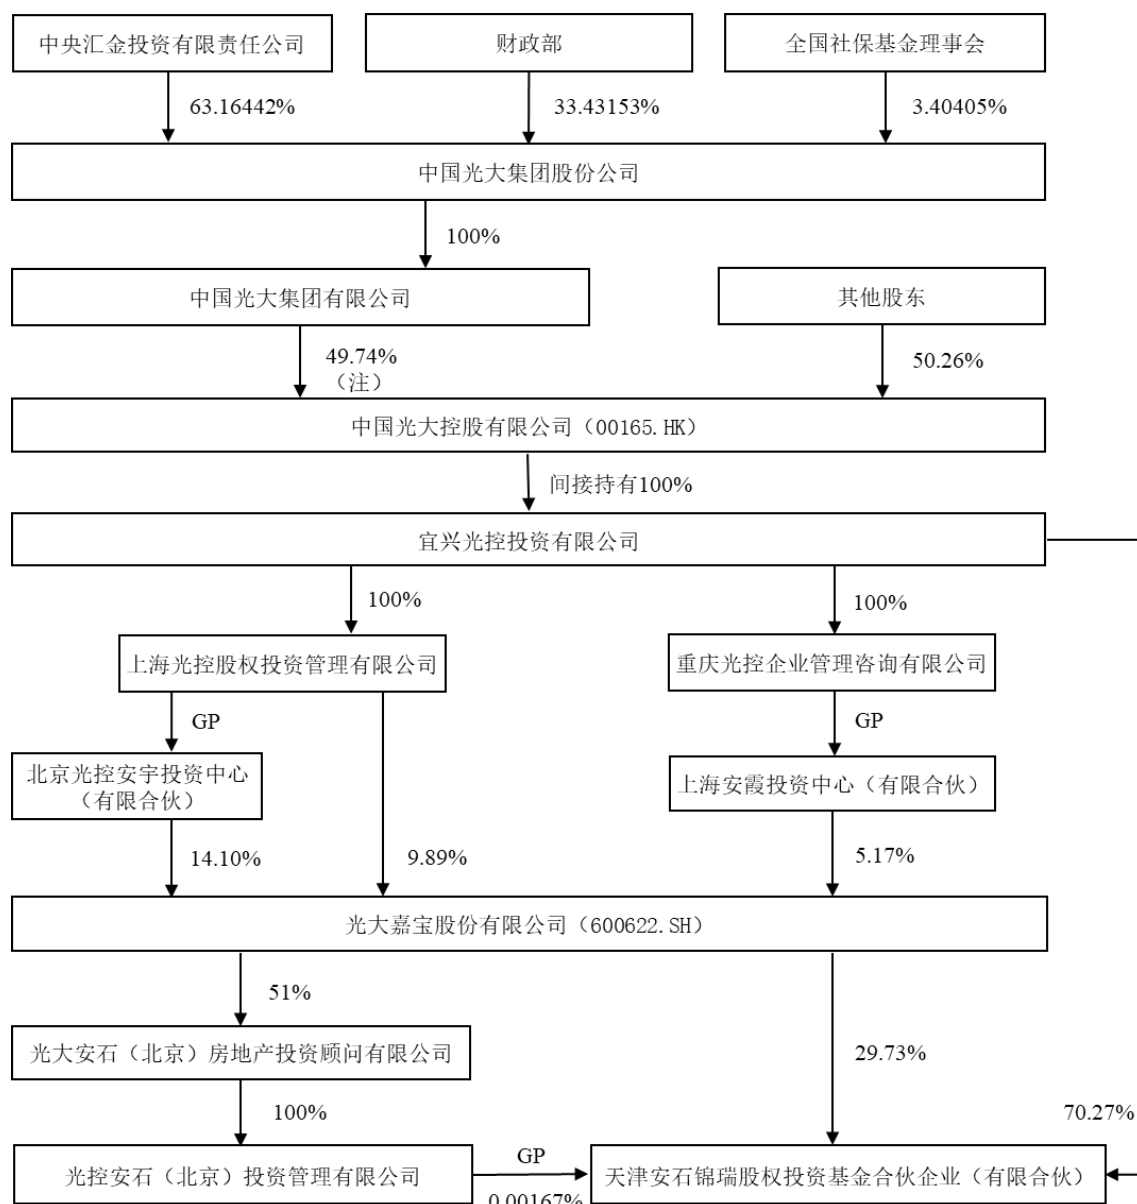 中央汇金投资有限责任公司
财政部
全国社保基金理事会
63.16442%
33.43153%
3.40405%
中国光大集团股份公司
100%
中国光大集团有限公司
其他股东
49.74%
（注）
50.26%
中国光大控股有限公司（00165.HK）
间接持有100%
宜兴光控投资有限公司
100%
100%
上海光控股权投资管理有限公司
重庆光控企业管理咨询有限公司
GP
GP
北京光控安宇投资中心
（有限合伙）
上海安霞投资中心（有限合伙）
14.10%
9.89%
5.17%
光大嘉宝股份有限公司（600622.SH）
51%
光大安石（北京）房地产投资顾问有限公司
29.73%
100%
70.27%
光控安石（北京）投资管理有限公司
GP
0.00167%
天津安石锦瑞股权投资基金合伙企业（有限合伙）